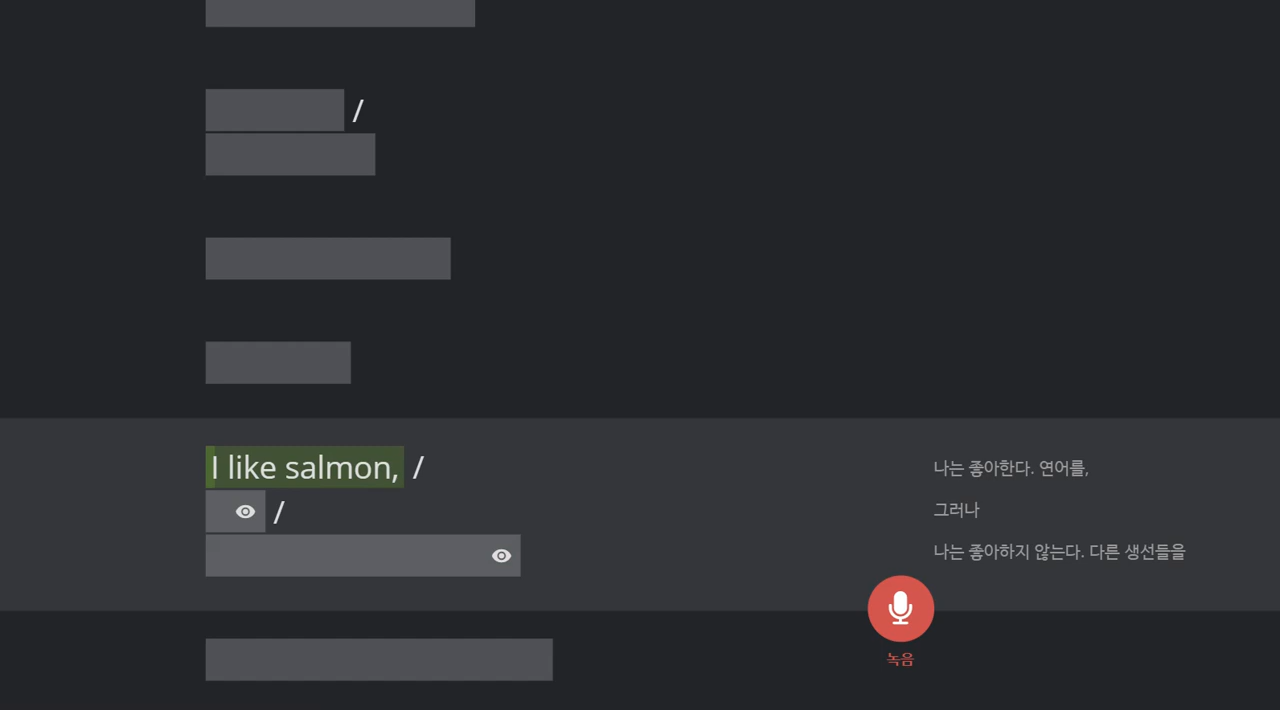 /
I like salmon, /
/
나는 좋아한다. 연어를,
그러나
나는 좋아하지 않는다. 다른 생선들을
녹음